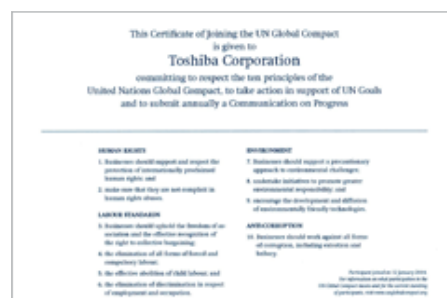 This Certificate of Joining the UN Global Compact
is given to
Toshiba Corporation
committing to respect the ten principles of the
United Nations Global Compact, to take action in support of UN Goals
and to submit annually a Communication on Progress
HUMAN RIGHTS
1. Businesses should support and respect the
protection of internationally proclaimed
human rights; and
2. make sure that they are not complicit in
human rights abuses.
LABOUR STANDARDS
3. Businesses should uphold the freedom of as-
sociation and the effective recognition of
the right to collective bargaining;
4. the elimination of all forms of forced and
compulsory labour;
5. the effective abolition of child labour; and
6. the elimination of discrimination in respect
of employment and occupation.
ENVIRONMENT
7. Businesses should support a precautionary
approach to environmental challenges;
8. undertake initiatives to promote greater
environmental responsibility; and
9. encourage the development and diffusion
of environmentally friendly technologies.
ANTI-CORRUPTION
10. Businesses should work against all forms
of corruption, including extortion and
bribery.